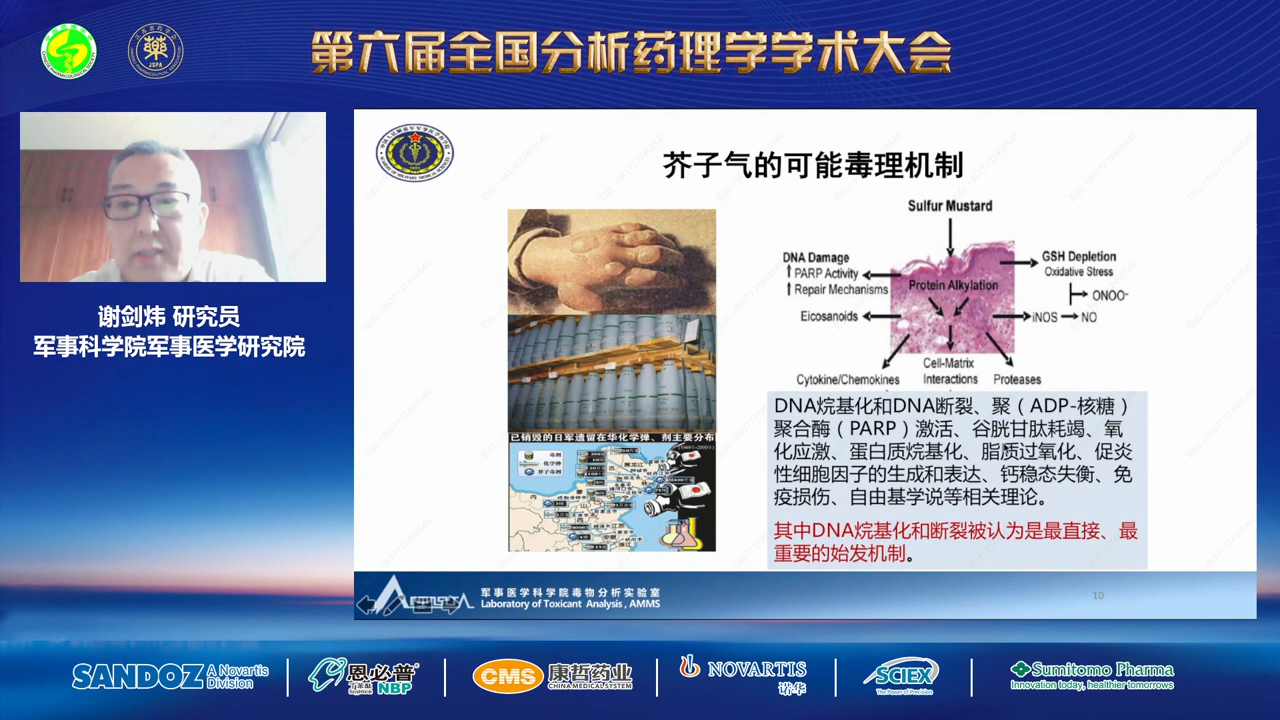 第六届全国分析药理学学术大会
JSPA
谢剑炜 研究员
军事科学院军事医学研究院
芥子气的可能毒理机制
Sulfur Mustard
DNA Damage
PARP Activity
Repair Mechanisms
Protein Alkylation
GSH Depletion
Oxidative Stress
ONOO-
Eicosanoids
iNOS
NO
Cytokine/Chemokines
Cell-Matrix
Interactions
Proteases
已销毁的日军遗留在华化学弹、剂主要分布
DNA烷基化和DNA断裂、聚（ADP-核糖）
聚合酶（PARP）激活、谷胱甘肽耗竭、氧
化应激、蛋白质烷基化、脂质过氧化、促炎
性细胞因子的生成和表达、钙稳态失衡、免
疫损伤、自由基学说等相关理论。
其中DNA烷基化和断裂被认为是最直接、最
重要的始发机制。
军事医学科学院毒物分析实验室
Laboratory of Toxicant Analysis , AMMS
10
SANDOZ A Novartis
Division
恩必普
NBP
CMS 康哲药业
CHINA MEDICAL SYSTEM
NOVARTIS
诺华
SCIEX
The Power of Precision
Sumitomo Pharma
Innovation today, healthier tomorrows